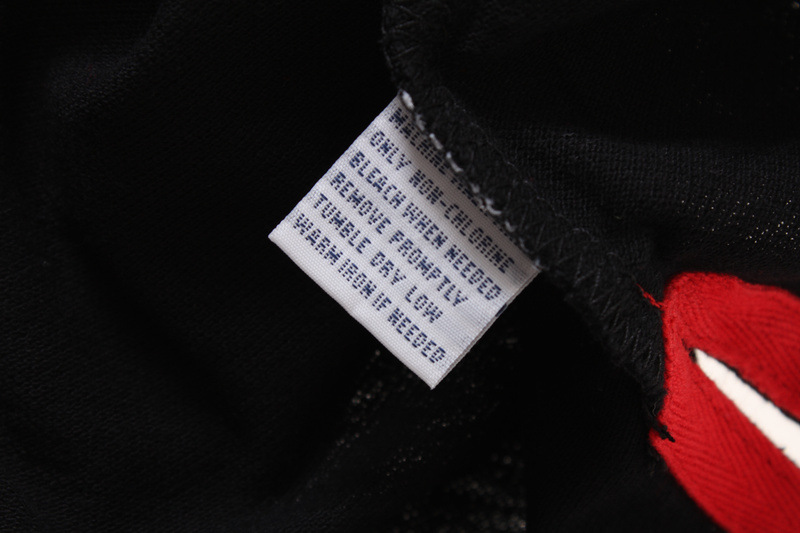 ONLY NON-CHLORINE
BLEACH WHEN NEEDED
REMOVE PROMPTLY
TUMBLE DRY LOW
WARM IRON IF NEEDED